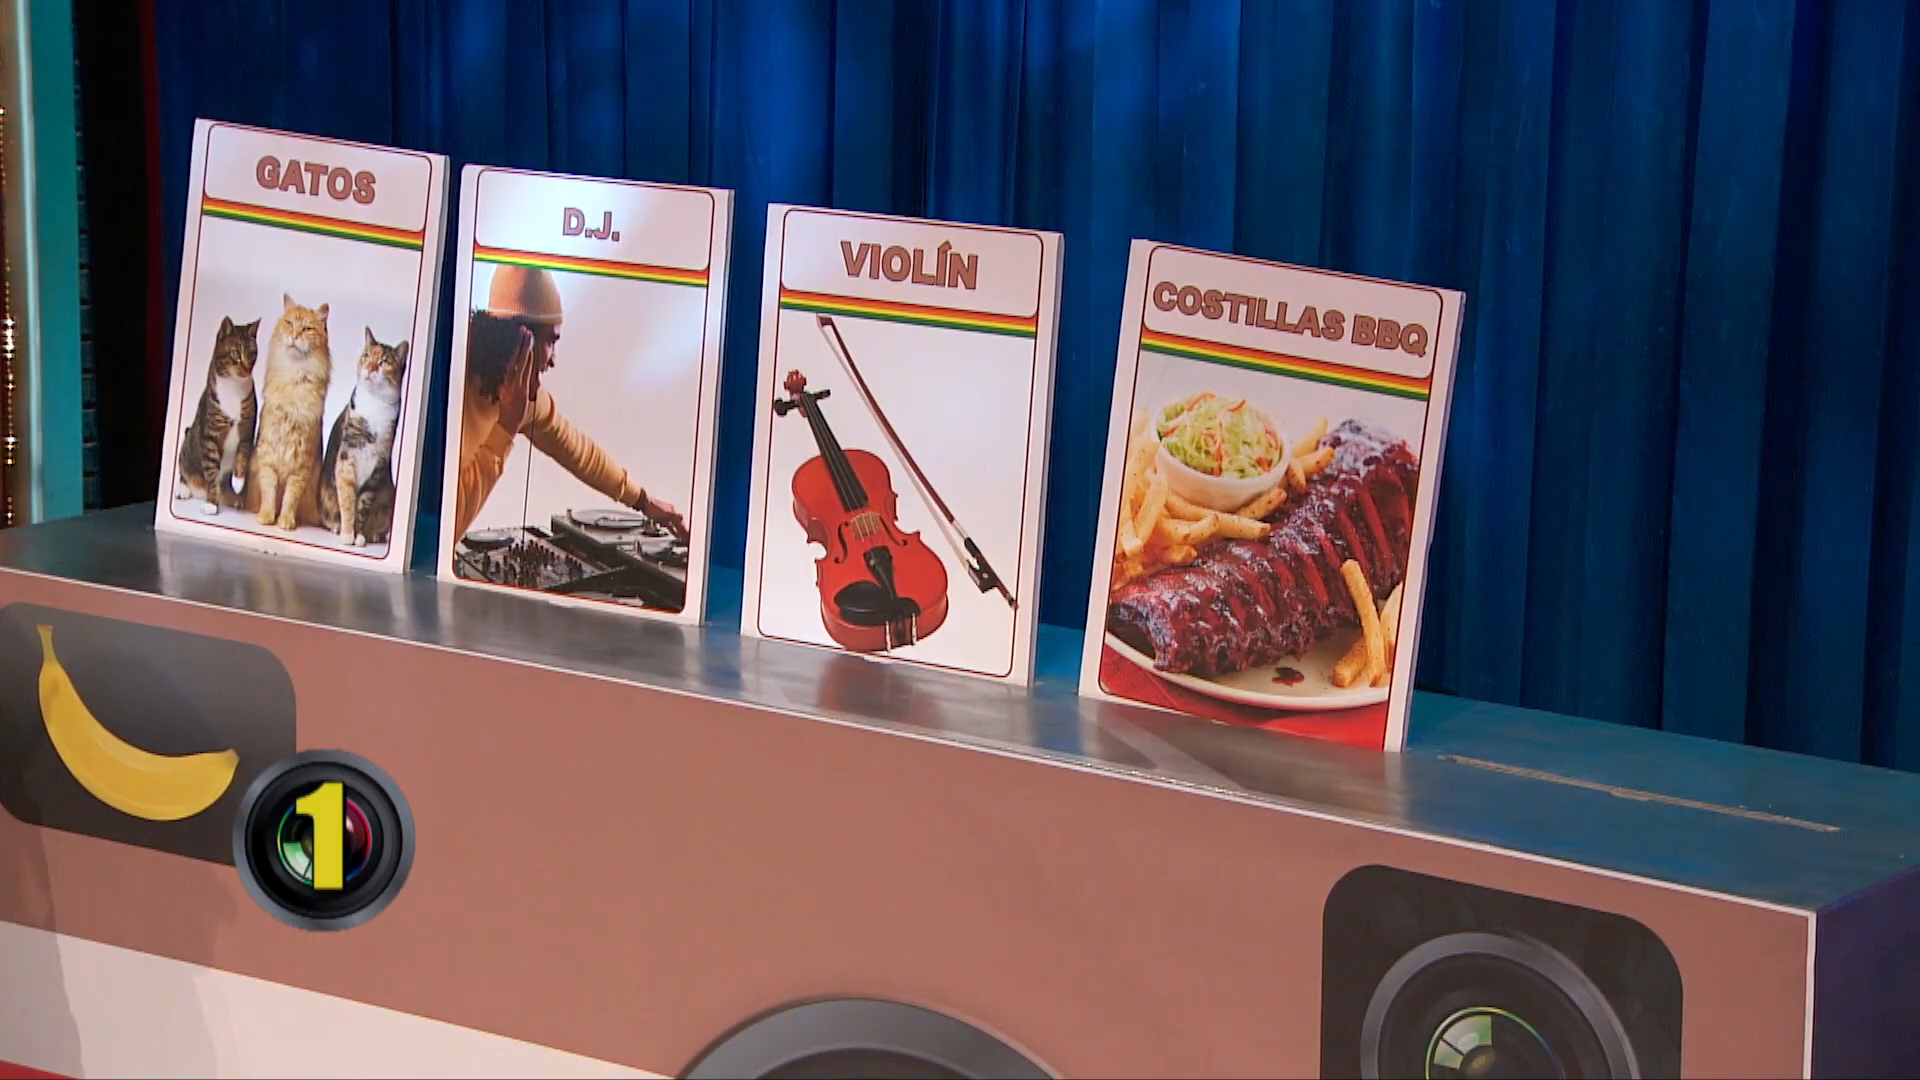 GATOS
D.J.
VIOLÍN
COSTILLAS BBQ
1